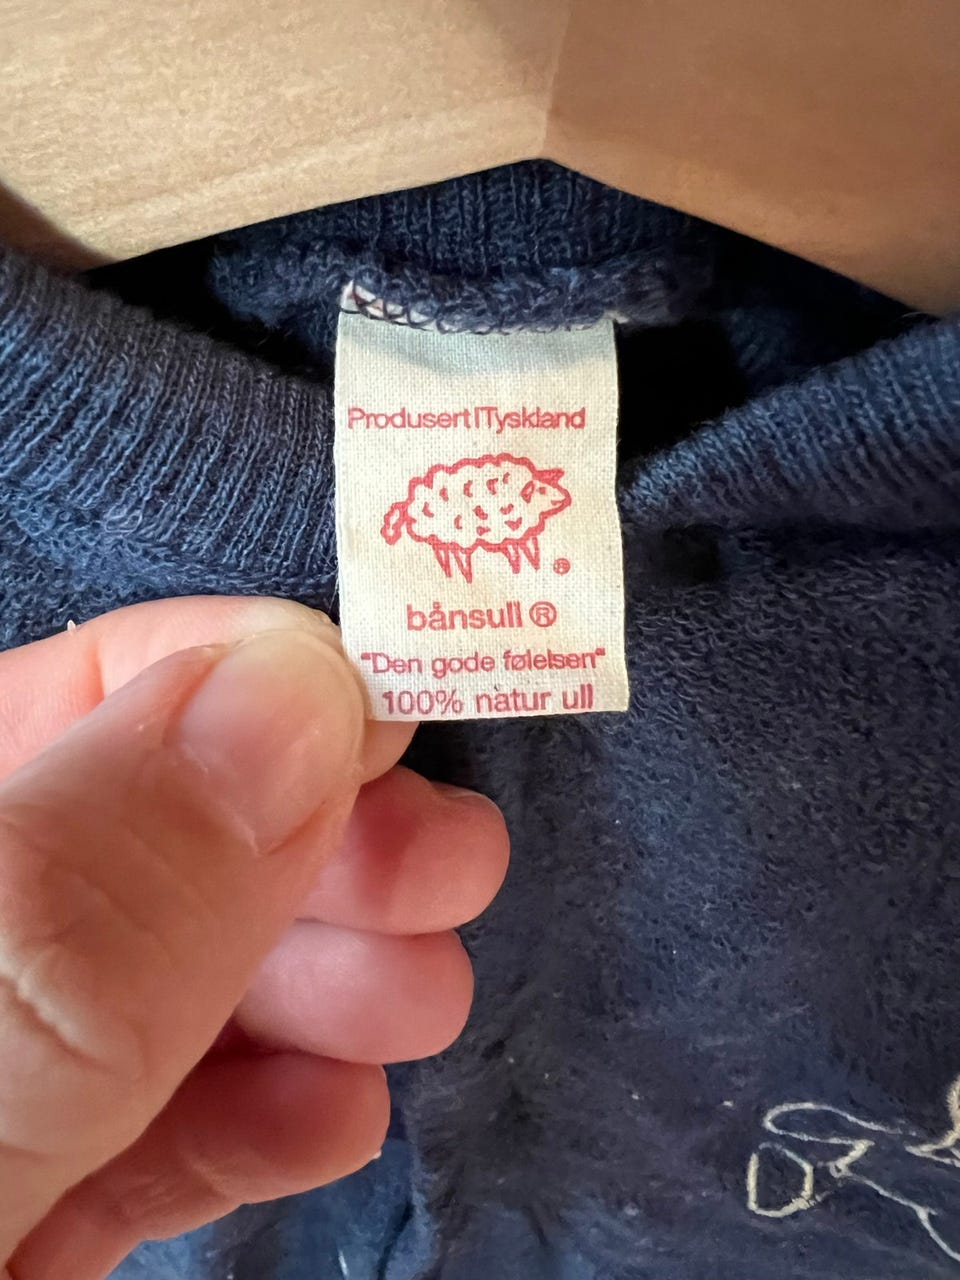 Produsert I Tyskland
®
bånsull ®
"Den gode følelsen"
100% natur ull